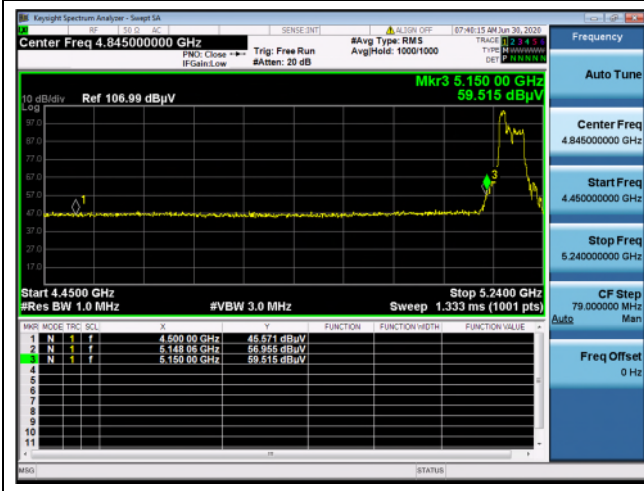 Keysight Spectrum Analyzer - Swept SA
RF 50 Ω AC SENSE:INT ALIGN OFF 07:40:15 AM Jun 30, 2020
Center Freq 4.845000000 GHz #Avg Type: RMS TRACE 1 2 3 4 5 6 Frequency
PNO: Close Trig: Free Run Avg|Hold: 1000/1000 TYPE
IFGain:Low #Atten: 20 dB DET P N N N N N
Auto Tune
Mkr3 5.150 00 GHz
10 dB/div Ref 106.99 dBµV 59.515 dBµV
Log
97.0
Center Freq
4.845000000 GHz
87.0
77.0
67.0
57.0
47.0
37.0
27.0
17.0
1
3
Start Freq
4.450000000 GHz
Stop Freq
5.240000000 GHz
Start 4.4500 GHz Stop 5.2400 GHz
#Res BW 1.0 MHz #VBW 3.0 MHz Sweep 1.333 ms (1001 pts)
CF Step
79.000000 MHz
Auto Man
MKR MODE TRC SCL X Y FUNCTION FUNCTION WIDTH FUNCTION VALUE
1 N 1 f 4.500 00 GHz 45.571 dBµV
2 N 1 f 5.148 06 GHz 56.955 dBµV
3 N 1 f 5.150 00 GHz 59.515 dBµV
4
5
6
7
8
9
10
11
Freq Offset
0 Hz
MSG STATUS